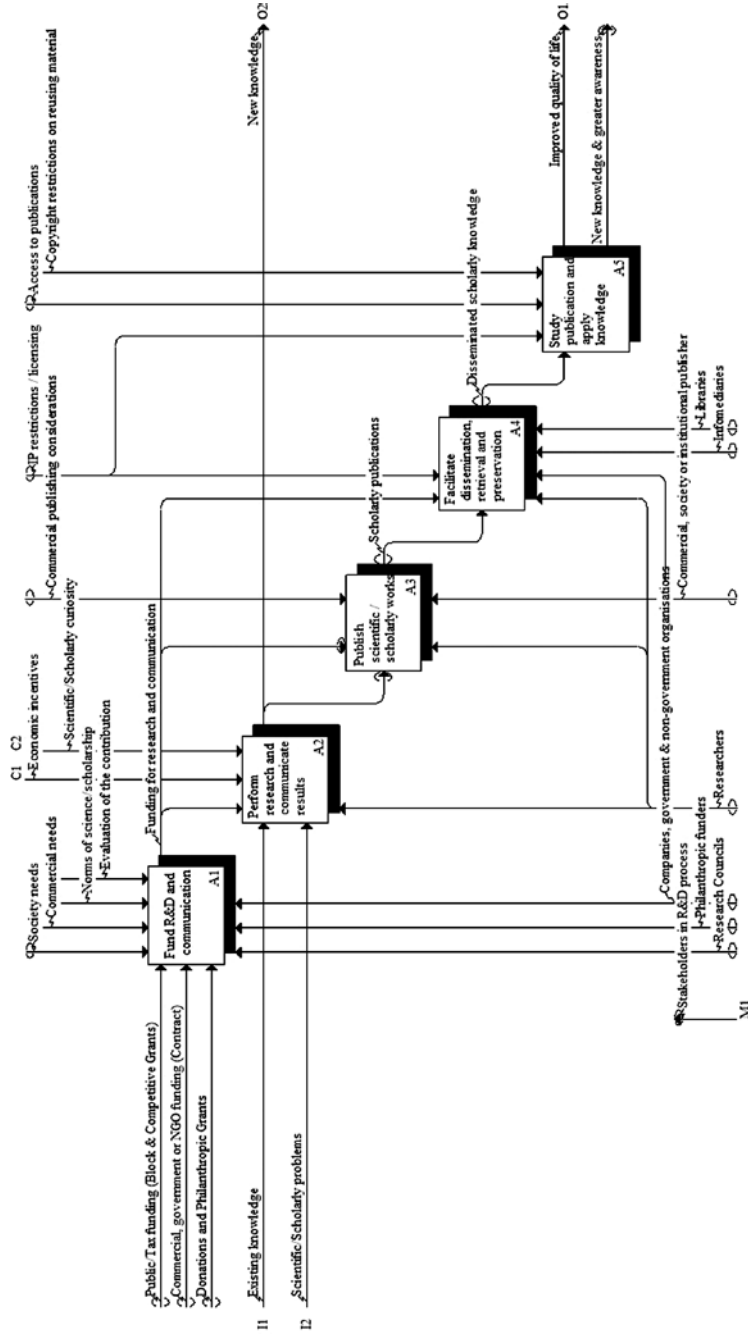 C1
C2
Society needs
Commercial needs
Norms of science/scholarship
Evaluation of the contribution
Economic incentives
Scientific/Scholarly curiosity
Commercial publishing considerations
IP restrictions / licensing
Access to publications
Copyright restrictions on reusing material
Public/Tax funding (Block & Competitive Grants)
Commercial, government or NGO funding (Contract)
Donations and Philanthropic Grants
Fund R&D and
communication
A1
Funding for research and communication
I1
Existing knowledge
I2
Scientific/Scholarly problems
Perform
research and
communicate
results
A2
New knowledge
O2
Publish
scientific /
scholarly works
A3
Scholarly publications
Facilitate
dissemination,
retrieval and
preservation
A4
Disseminated scholarly knowledge
Study
publication and
apply
knowledge
A5
Improved quality of life
O1
New knowledge & greater awareness
Stakeholders in R&D process
M1
Research Councils
Philanthropic funders
Companies, government & non-government organisations
Researchers
Commercial, society or institutional publisher
Infomediaries
Libraries